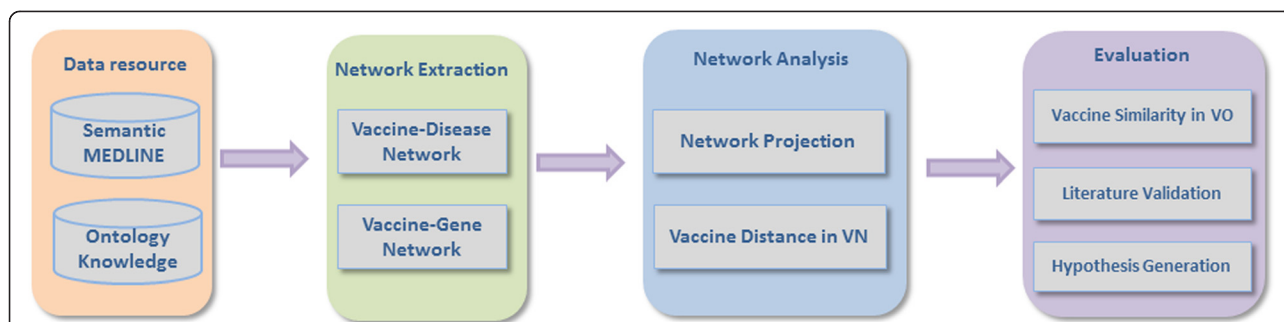 Data resource
Semantic
MEDLINE
Ontology
Knowledge
Network Extraction
Vaccine-Disease
Network
Vaccine-Gene
Network
Network Analysis
Network Projection
Vaccine Distance in VN
Evaluation
Vaccine Similarity in VO
Literature Validation
Hypothesis Generation